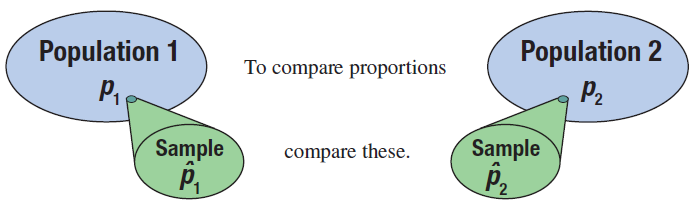 Population 1
p₁
To compare proportions
Population 2
p₂
Sample
p̂₁
compare these.
Sample
p̂₂